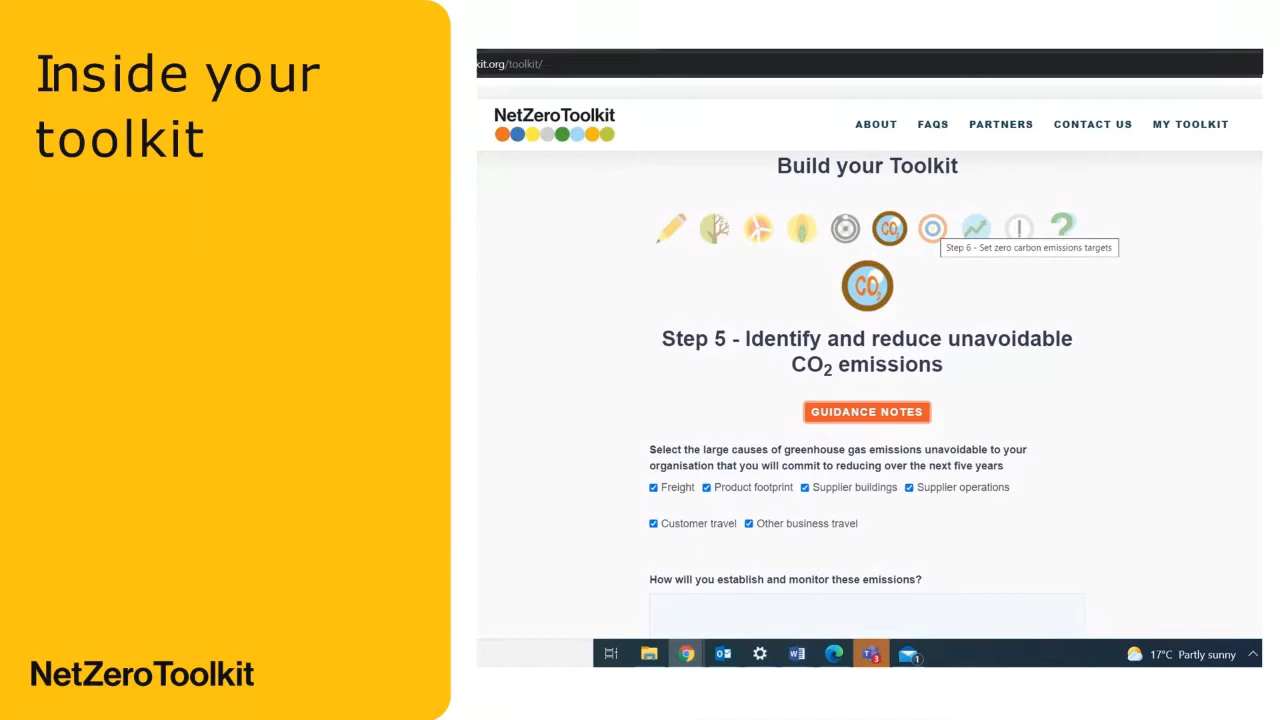 Inside your
toolkit
kit.org/toolkit/
NetZeroToolkit
ABOUT FAQS PARTNERS CONTACT US MY TOOLKIT
Build your Toolkit
CO2
Step 6 - Set zero carbon emissions targets
CO2
Step 5 - Identify and reduce unavoidable
CO2 emissions
GUIDANCE NOTES
Select the large causes of greenhouse gas emissions unavoidable to your
organisation that you will commit to reducing over the next five years
Freight Product footprint Supplier buildings Supplier operations
Customer travel Other business travel
How will you establish and monitor these emissions?
3 1 17°C Partly sunny
NetZeroToolkit